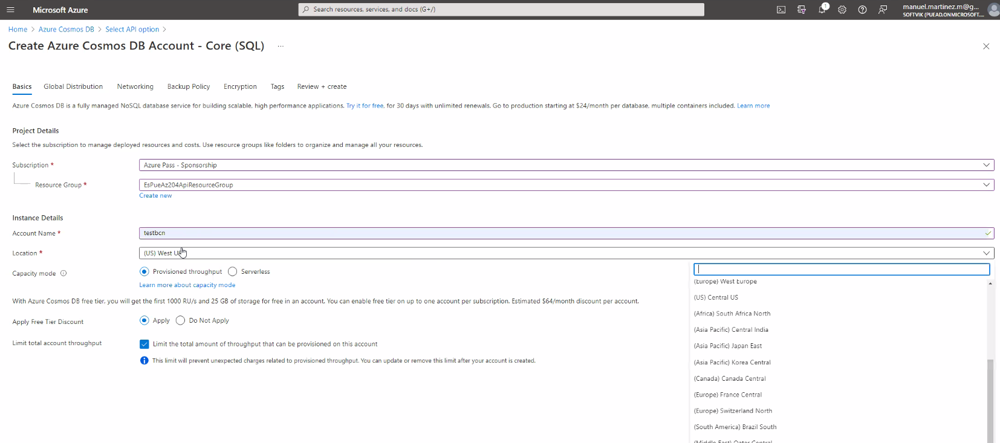 Microsoft Azure
Search resources, services, and docs (G+/)
1
manuel.martinez.m@g...
SOFTVIK (PUEAD.ONMICROSOFT....
Home > Azure Cosmos DB > Select API option >
Create Azure Cosmos DB Account - Core (SQL) ...
Basics Global Distribution Networking Backup Policy Encryption Tags Review + create
Azure Cosmos DB is a fully managed NoSQL database service for building scalable, high performance applications. Try it for free, for 30 days with unlimited renewals. Go to production starting at $24/month per database, multiple containers included. Learn more
Project Details
Select the subscription to manage deployed resources and costs. Use resource groups like folders to organize and manage all your resources.
Subscription * Azure Pass - Sponsorship
Resource Group * EsPueAz204ApiResourceGroup
Create new
Instance Details
Account Name * testbcn
Location * (US) West US
Capacity mode Provisioned throughput Serverless
Learn more about capacity mode
With Azure Cosmos DB free tier, you will get the first 1000 RU/s and 25 GB of storage for free in an account. You can enable free tier on up to one account per subscription. Estimated $64/month discount per account.
Apply Free Tier Discount Apply Do Not Apply
Limit total account throughput Limit the total amount of throughput that can be provisioned on this account
This limit will prevent unexpected charges related to provisioned throughput. You can update or remove this limit after your account is created.
(Europe) West Europe
(US) Central US
(Africa) South Africa North
(Asia Pacific) Central India
(Asia Pacific) Japan East
(Asia Pacific) Korea Central
(Canada) Canada Central
(Europe) France Central
(Europe) Switzerland North
(South America) Brazil South
(Middle East) Qatar Central